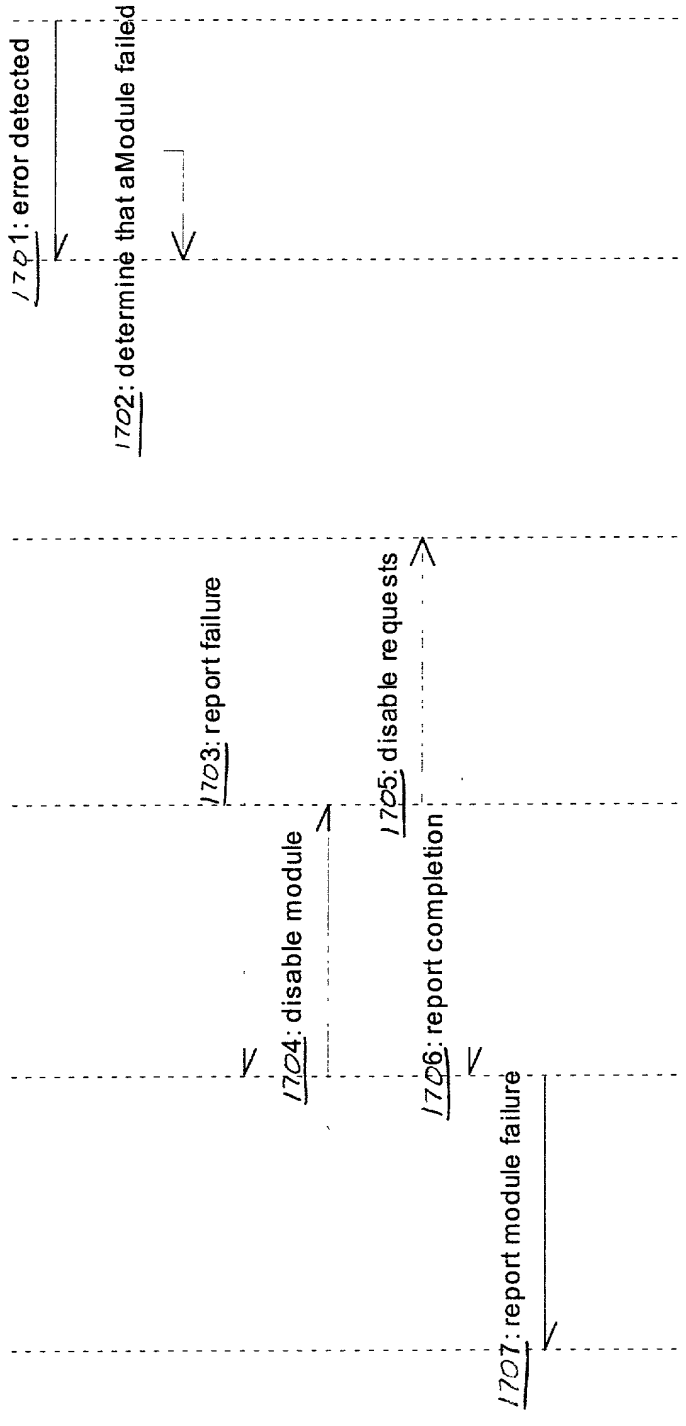 1701: error detected
1702: determine that aModule failed
1703: report failure
1704: disable module
1705: disable requests
1706: report completion
1707: report module failure